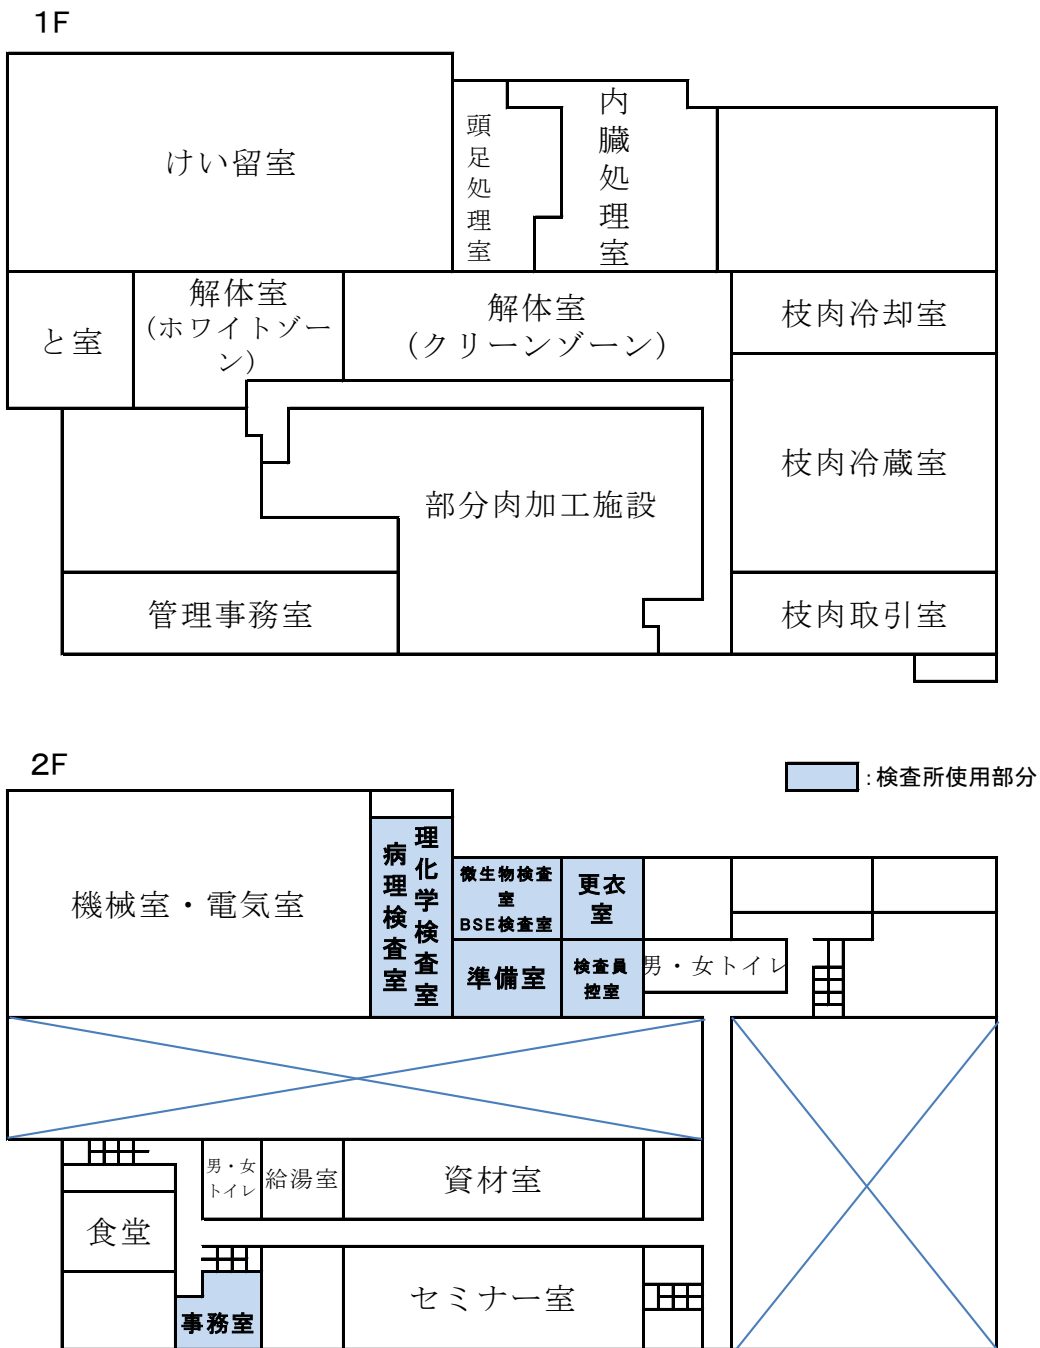 1F
けい留室
頭足処理室
内臓処理室
と室
解体室
(ホワイトゾー
ン)
解体室
(クリーンゾーン)
枝肉冷却室
枝肉冷蔵室
部分肉加工施設
管理事務室
枝肉取引室
2F
:検査所使用部分
機械室・電気室
理化学検査室
病理検査室
微生物検査
室
BSE検査室
更衣
室
準備室
検査員
控室
男・女トイレ
男・女
トイレ
給湯室
資材室
食堂
セミナー室
事務室